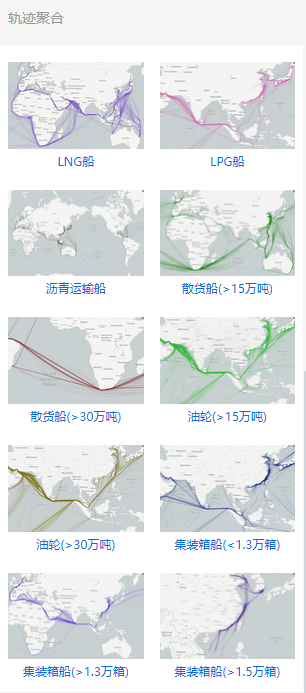 轨迹聚合
LNG船
LPG船
沥青运输船
散货船(>15万吨)
散货船(>30万吨)
油轮(>15万吨)
油轮(>30万吨)
集装箱船(<1.3万箱)
集装箱船(>1.3万箱)
集装箱船(>1.5万箱)